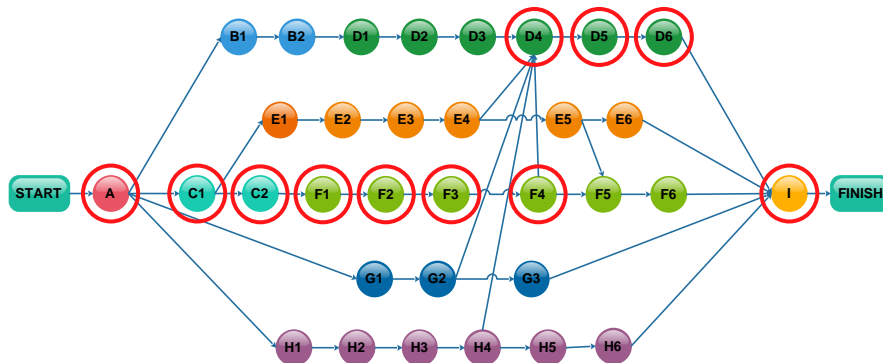 B1 B2 D1 D2 D3 D4 D5 D6
E1 E2 E3 E4 E5 E6
START A C1 C2 F1 F2 F3 F4 F5 F6 I FINISH
G1 G2 G3
H1 H2 H3 H4 H5 H6